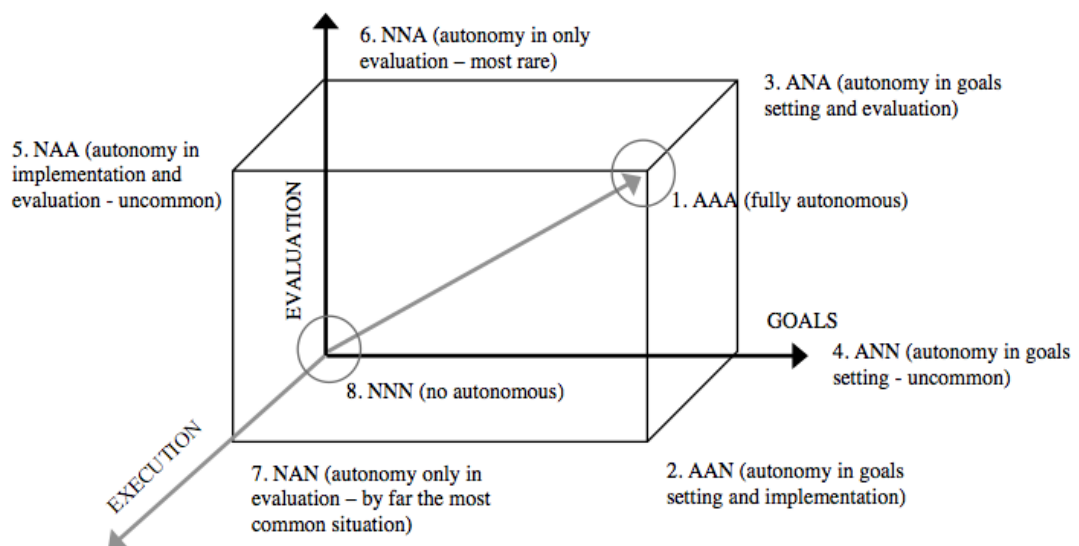 6. NNA (autonomy in only
evaluation – most rare)
3. ANA (autonomy in goals
setting and evaluation)
5. NAA (autonomy in
implementation and
evaluation - uncommon)
1. AAA (fully autonomous)
EVALUATION
GOALS
4. ANN (autonomy in goals
setting - uncommon)
8. NNN (no autonomous)
EXECUTION
7. NAN (autonomy only in
evaluation – by far the most
common situation)
2. AAN (autonomy in goals
setting and implementation)